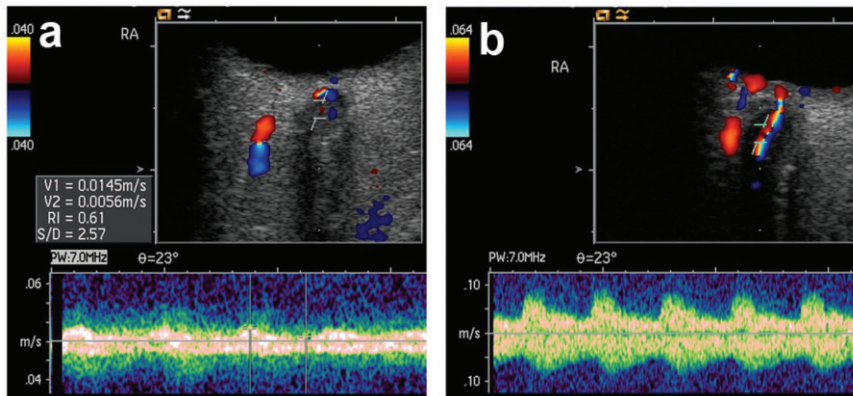 a
.040
.040
RA
V1 = 0.0145m/s
V2 = 0.0056m/s
RI = 0.61
S/D = 2.57
PW:7.0MHz θ=23°
.06
m/s
.04
b
.064
.064
RA
PW:7.0MHz θ=23°
.10
m/s
.10